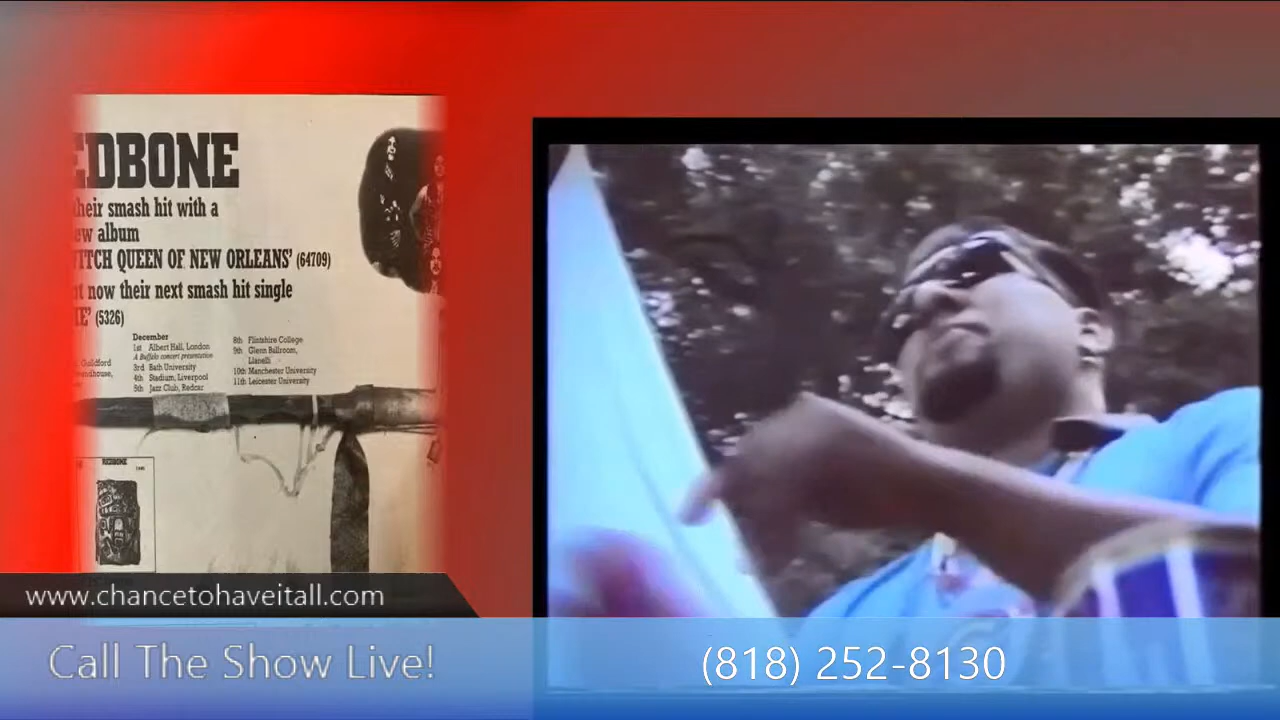 EDBONE
heir smash hit with a
ew album
ITCH QUEEN OF NEW ORLEANS' (64709)
t now their next smash hit single
E' (5326)
December
1st Albert Hall, London
A Buffalo concert presentation
3rd Bath University
4th Stadium, Liverpool
5th Jazz Club, Redcar
8th Flintshire College
9th Glenn Ballroom,
Llanelli
10th Manchester University
11th Leicester University
Guildford
undhouse,
REDBONE
www.chancetohaveitall.com
Call The Show Live!
(818) 252-8130